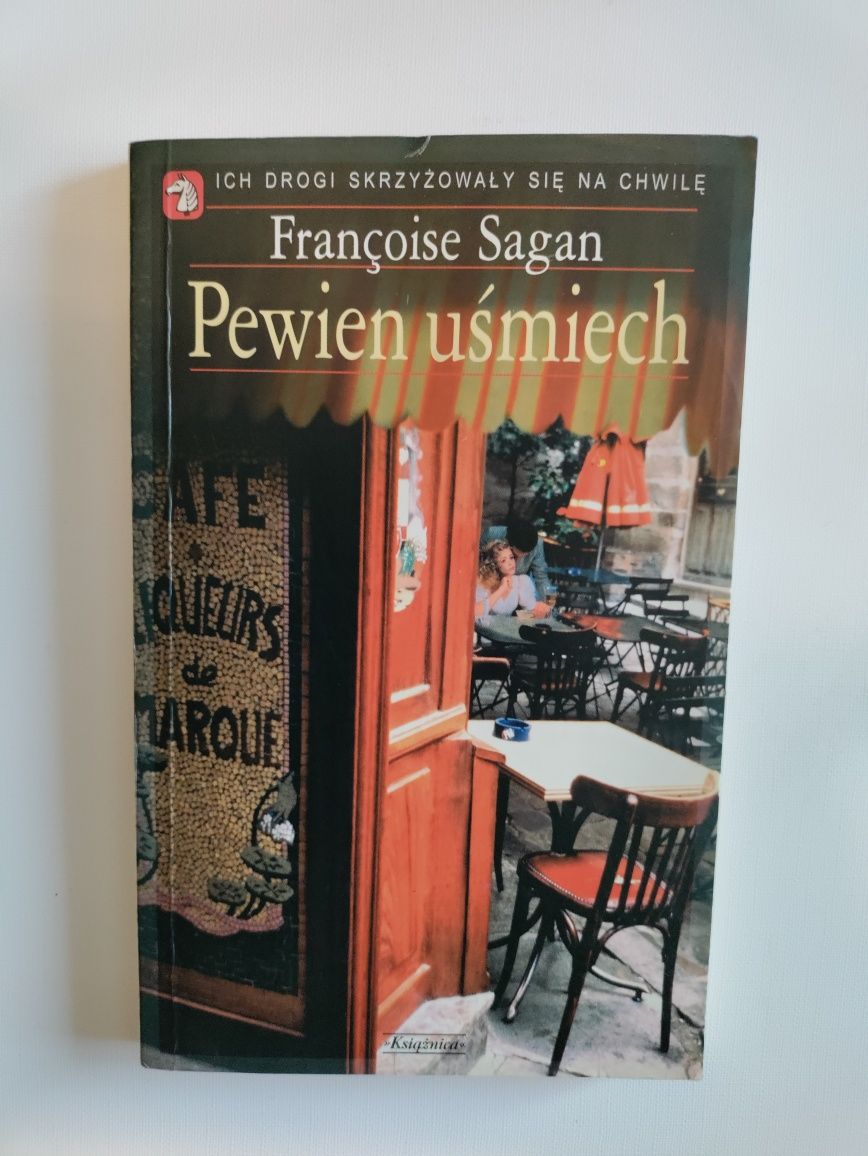 ICH DROGI SKRZYŻOWAŁY SIĘ NA CHWILĘ
Françoise Sagan
Pewien uśmiech
CAFE
LIQUEURS
de
MARQUE
»Książnica«